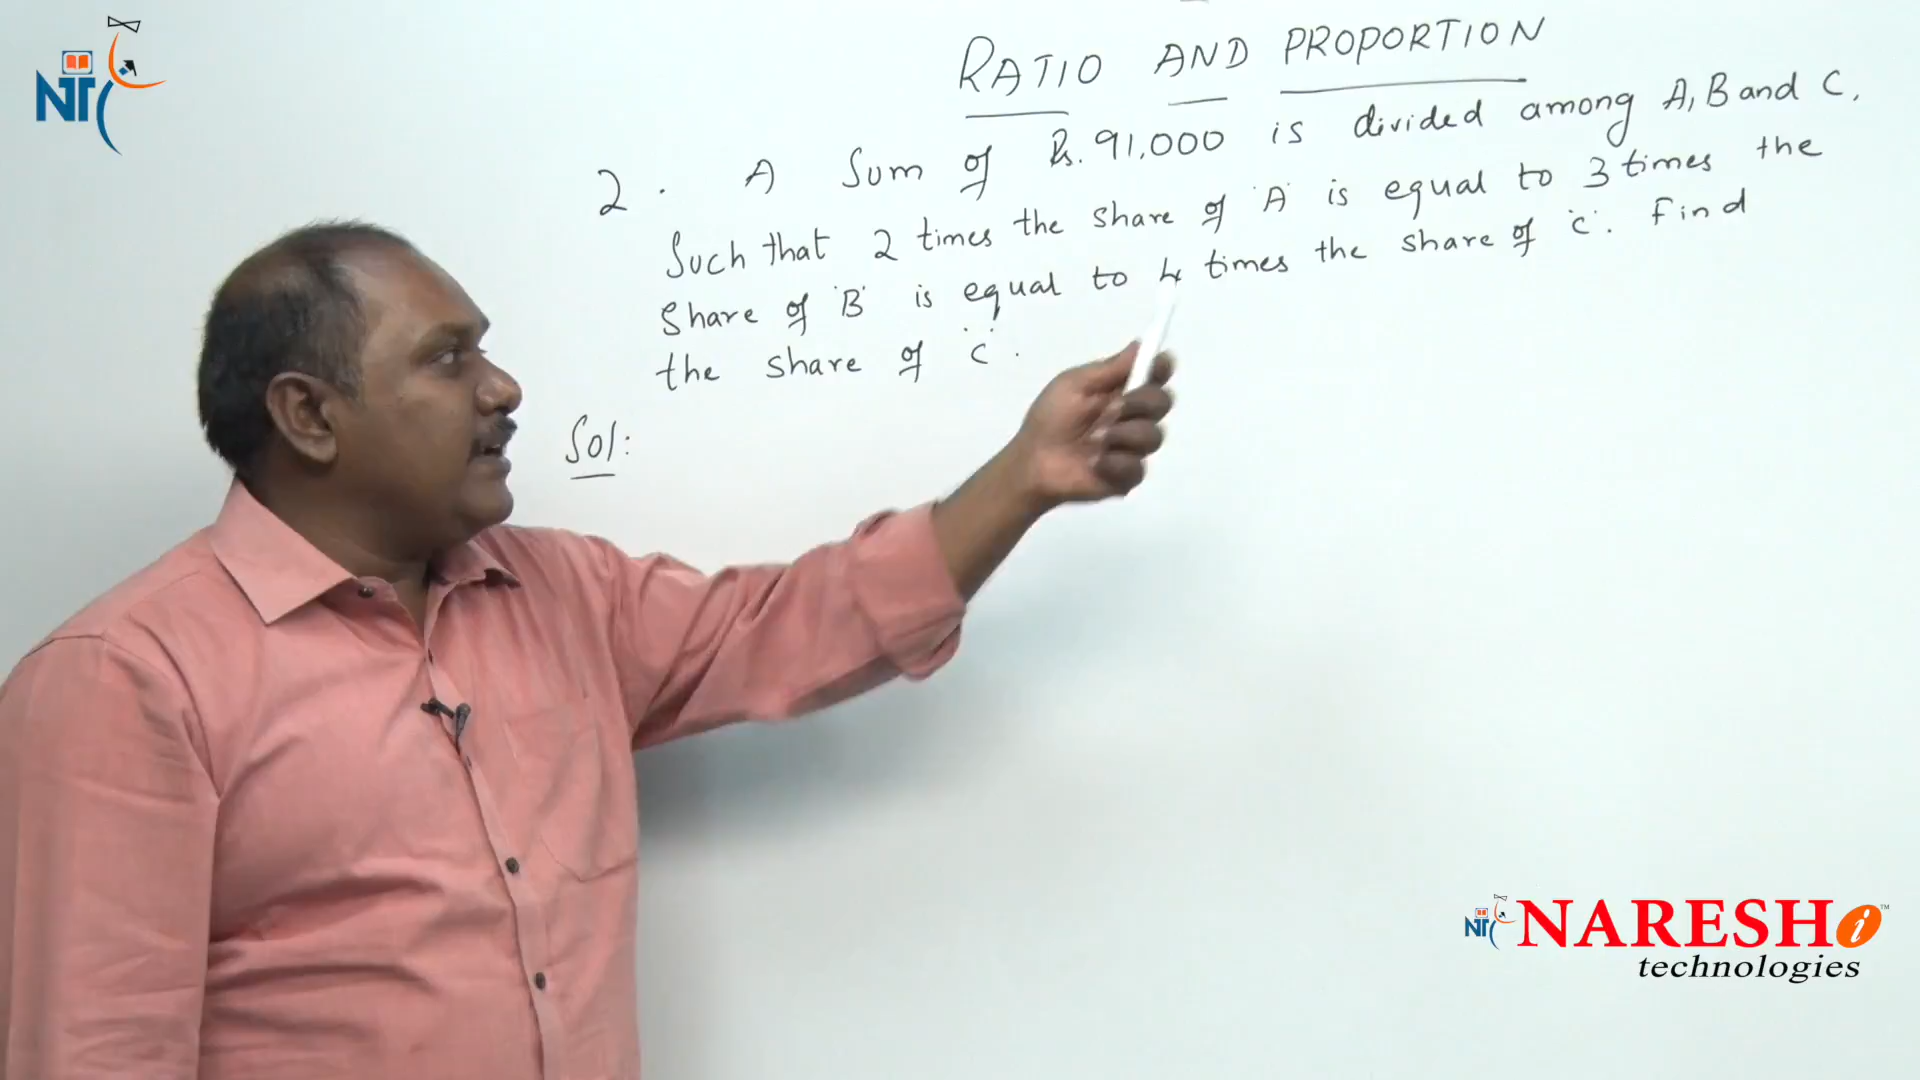 NT
RATIO AND PROPORTION
2. A Sum of Rs. 91,000 is divided among A, B and C,
Such that 2 times the share of 'A' is equal to 3 times the
Share of 'B' is equal to 4 times the share of 'C'. Find
the share of 'C'.
Sol:
NT NARESH i ™
technologies